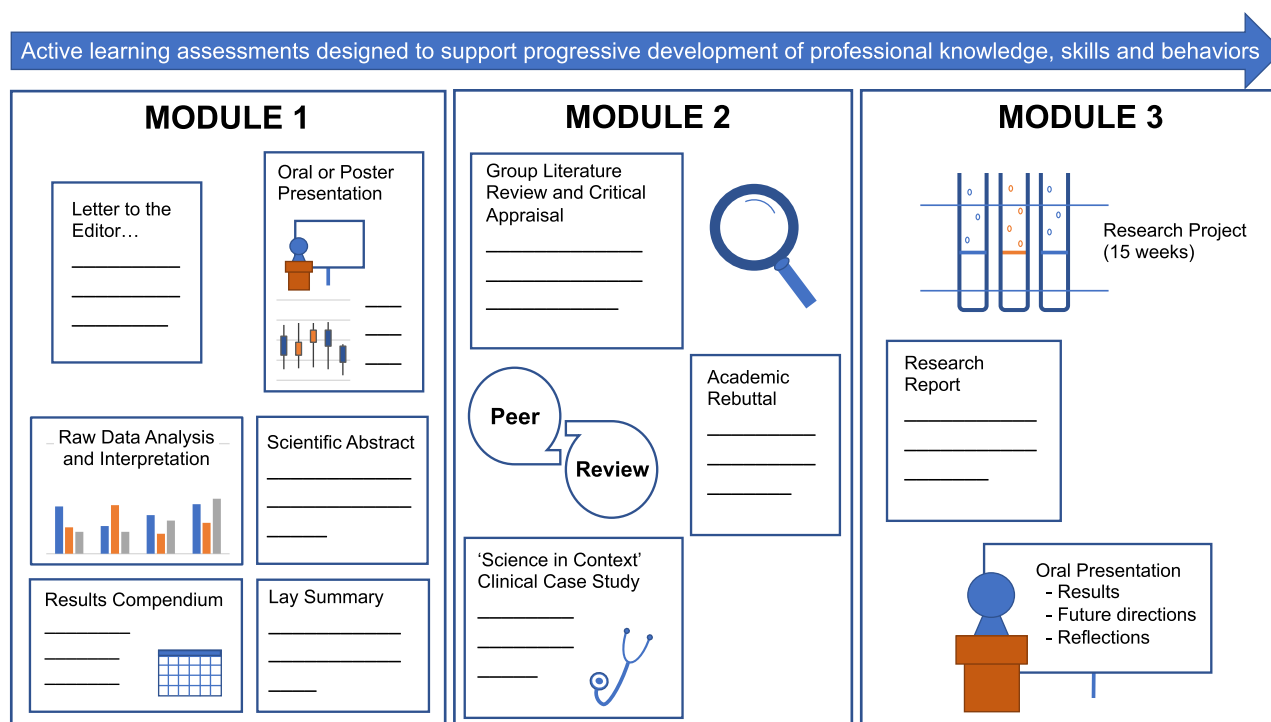 Active learning assessments designed to support progressive development of professional knowledge, skills and behaviors
MODULE 1
Letter to the
Editor…
Oral or Poster
Presentation
Raw Data Analysis
and Interpretation
Scientific Abstract
Results Compendium
Lay Summary
MODULE 2
Group Literature
Review and Critical
Appraisal
Peer
Review
Academic
Rebuttal
‘Science in Context’
Clinical Case Study
MODULE 3
Research Project
(15 weeks)
Research
Report
Oral Presentation
- Results
- Future directions
- Reflections